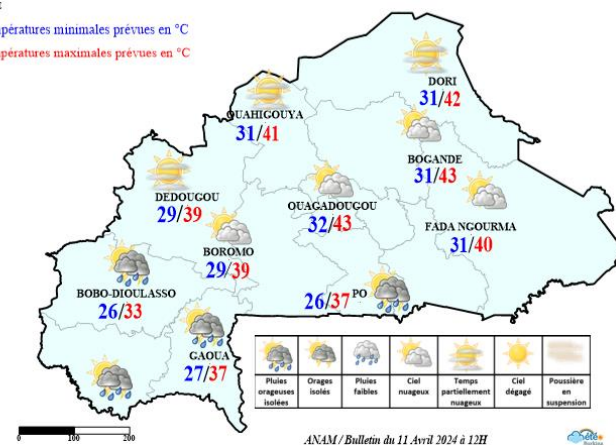 pératures minimales prévues en °C
pératures maximales prévues en °C
DORI
31/42
OUAHIGOUYA
31/41
BOGANDE
31/43
DEDOUGOU
29/39
OUAGADOUGOU
32/43
FADA NGOURMA
31/40
BOROMO
29/39
BOBO-DIOULASSO
26/33
26/37 PO
GAOUA
27/37
Pluies orageuses isolées
Orages isolés
Pluies faibles
Ciel nuageux
Temps partiellement nuageux
Ciel dégagé
Poussière en suspension
0 100 200
ANAM / Bulletin du 11 Avril 2024 à 12H
météo